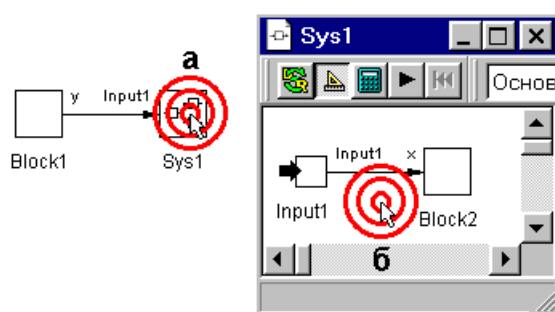 а
y Input1
Block1 Sys1
Sys1
Основ
Input1 x
Input1 Block2
б